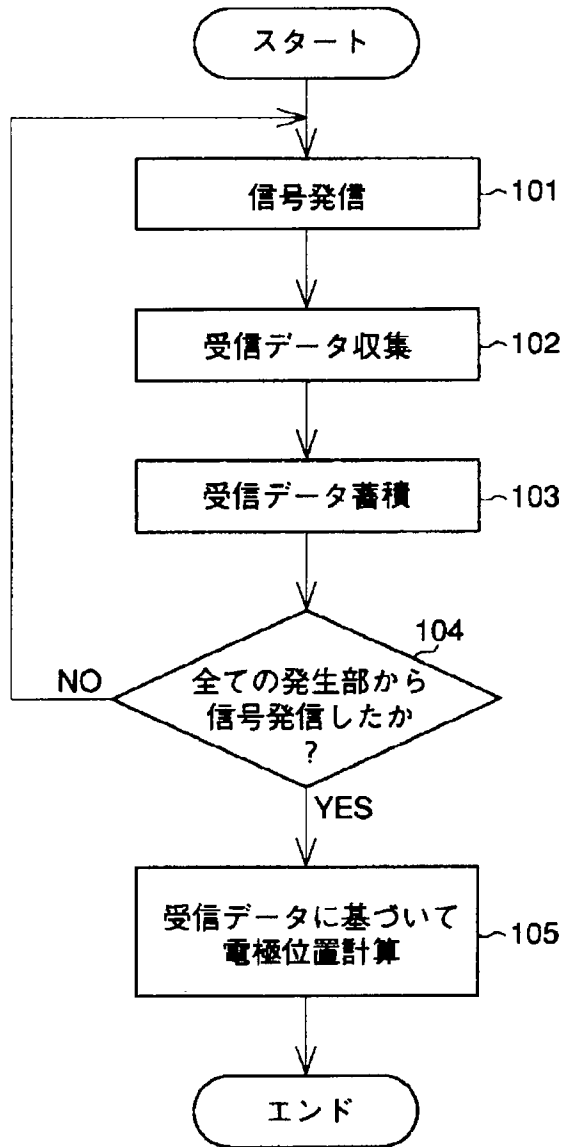 スタート
信号発信
101
受信データ収集
102
受信データ蓄積
103
104
全ての発生部から
信号発信したか
?
NO
YES
受信データに基づいて
電極位置計算
105
エンド